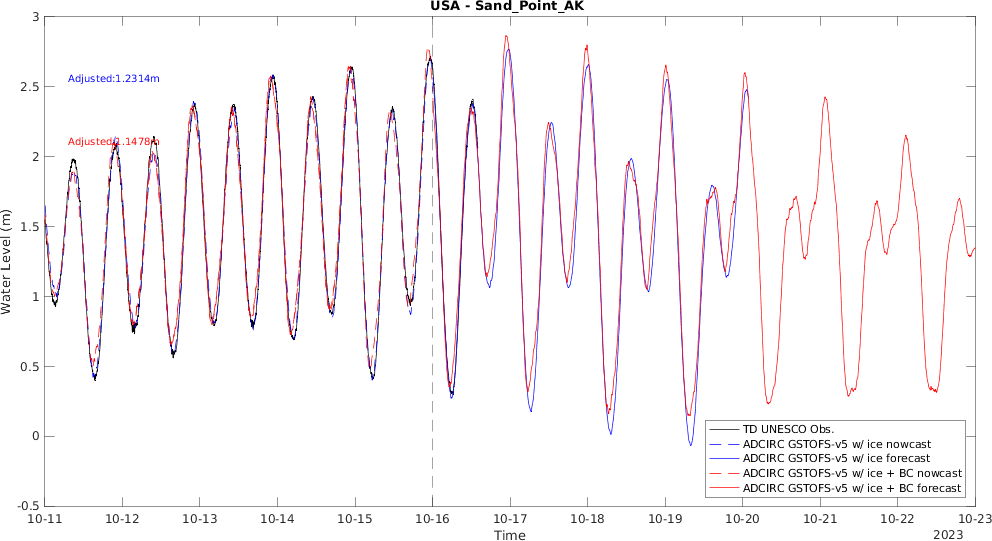 USA - Sand_Point_AK
3
2.5
2
1.5
1
0.5
0
-0.5
Water Level (m)
Adjusted:1.2314m
Adjusted:1.1478m
TD UNESCO Obs.
ADCIRC GSTOFS-v5 w/ ice nowcast
ADCIRC GSTOFS-v5 w/ ice forecast
ADCIRC GSTOFS-v5 w/ ice + BC nowcast
ADCIRC GSTOFS-v5 w/ ice + BC forecast
10-11 10-12 10-13 10-14 10-15 10-16 10-17 10-18 10-19 10-20 10-21 10-22 10-23
Time
2023